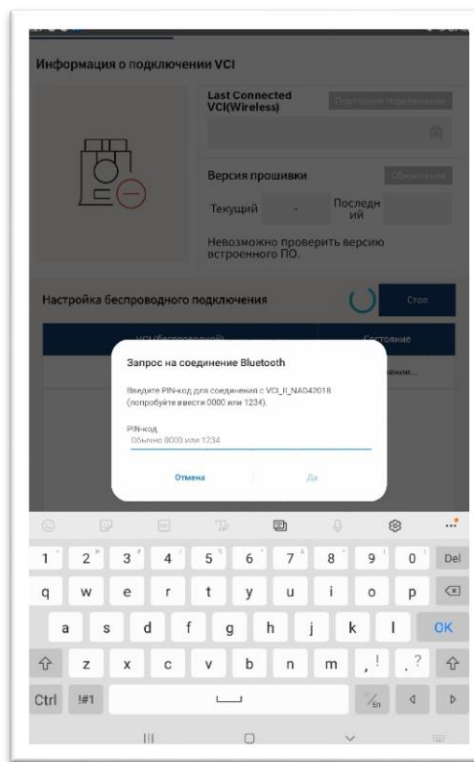 Информация о подключении VCI
Last Connected
VCI(Wireless)
Повторное подключение
Версия прошивки
Обновление
Текущий - Последн
ий
Невозможно проверить версию
встроенного ПО.
Настройка беспроводного подключения
Стоп
VCI (беспроводной) Состояние
Запрос на соединение Bluetooth
Введите PIN-код для соединения с VCI_II_NA042018
(попробуйте ввести 0000 или 1234).
PIN-код
Обычно 0000 или 1234
Отмена Да
1 2 3 4 5 6 7 8 9 0 Del
q w e r t y u i o p
a s d f g h j k l OK
z x c v b n m , ! . ?
Ctrl !#1 En